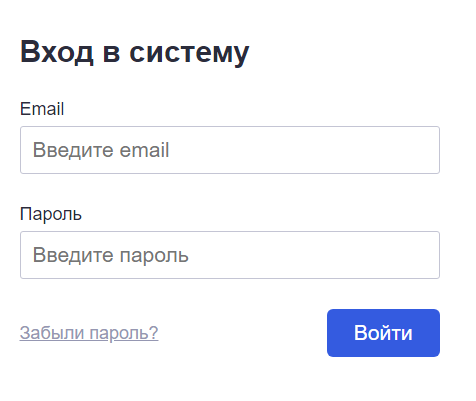 Вход в систему
Email
Введите email
Пароль
Введите пароль
Забыли пароль? Войти